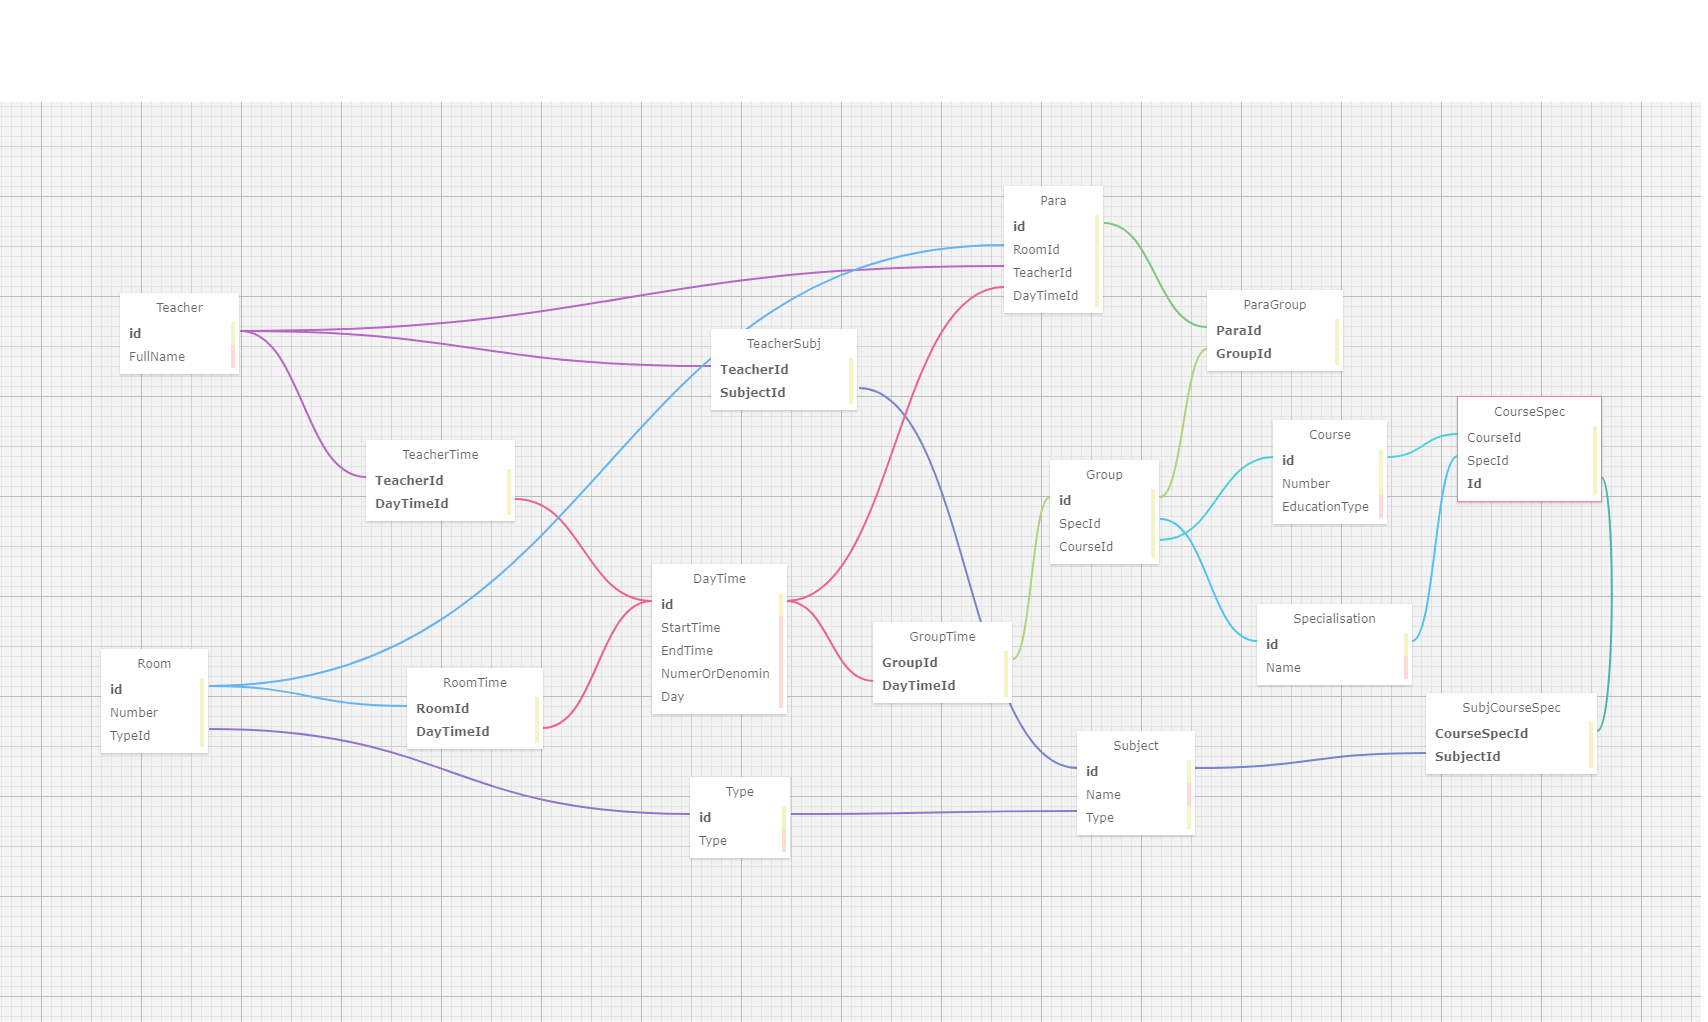 Para
id
RoomId
TeacherId
DayTimeId
Teacher
id
FullName
ParaGroup
ParaId
GroupId
TeacherSubj
TeacherId
SubjectId
CourseSpec
CourseId
SpecId
Id
Course
id
Number
EducationType
TeacherTime
TeacherId
DayTimeId
Group
id
SpecId
CourseId
DayTime
id
StartTime
EndTime
NumerOrDenomin
Day
Specialisation
id
Name
GroupTime
GroupId
DayTimeId
Room
id
Number
TypeId
RoomTime
RoomId
DayTimeId
SubjCourseSpec
CourseSpecId
SubjectId
Subject
id
Name
Type
Type
id
Type